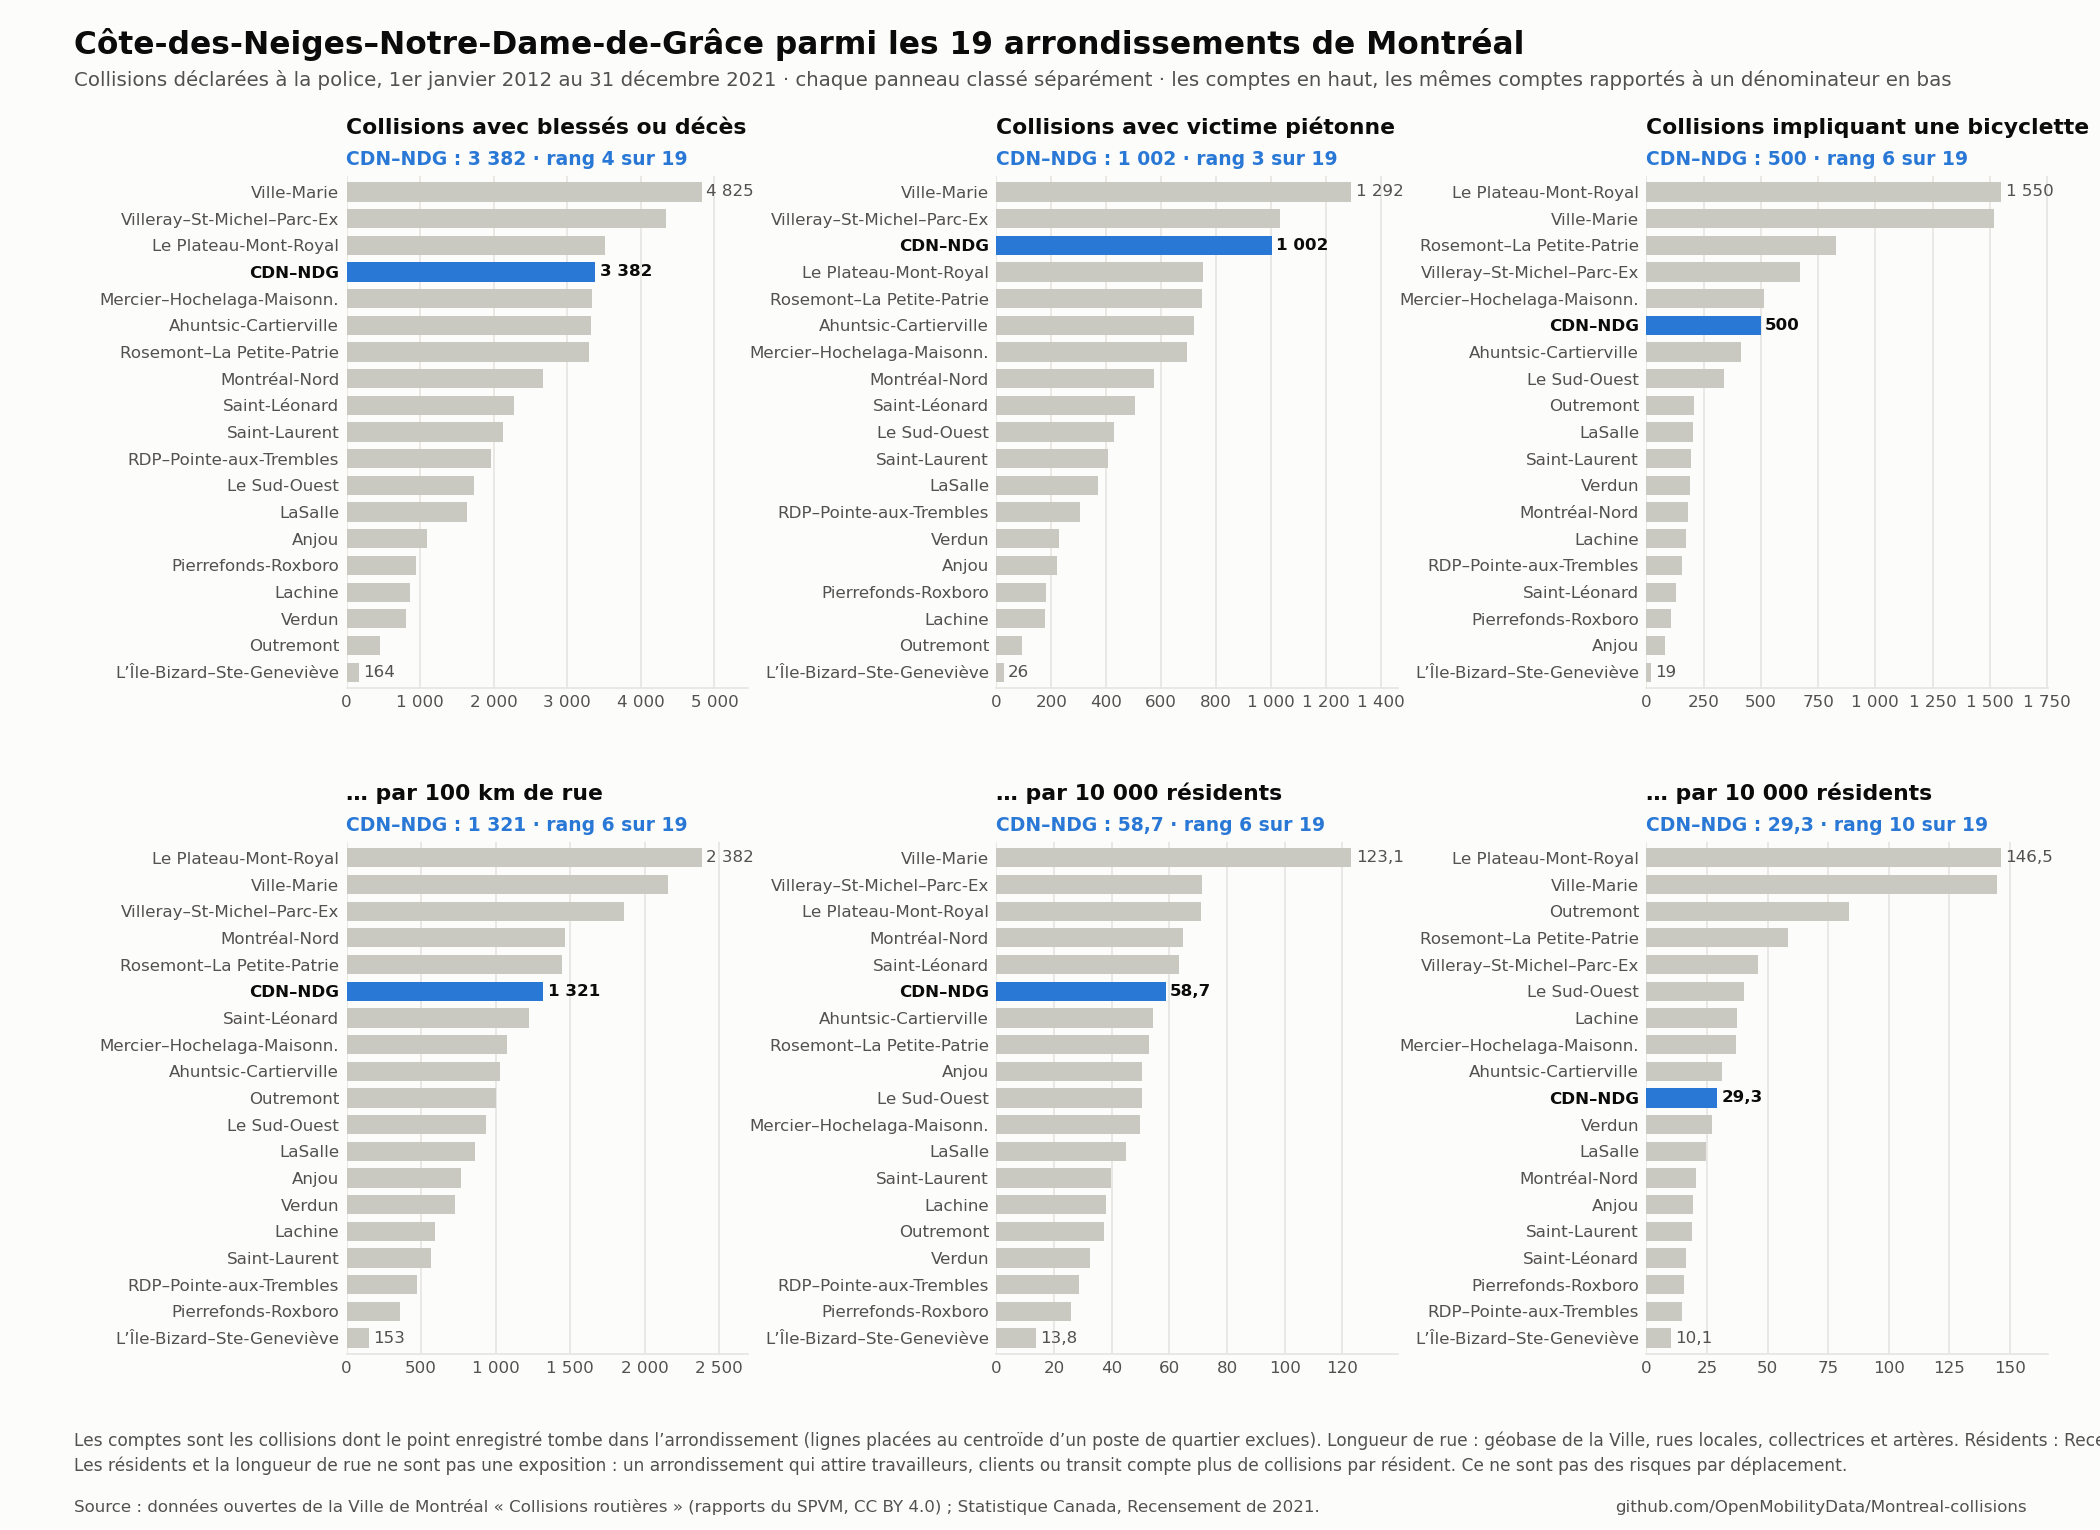 Côte-des-Neiges–Notre-Dame-de-Grâce parmi les 19 arrondissements de Montréal
Collisions déclarées à la police, 1er janvier 2012 au 31 décembre 2021 · chaque panneau classé séparément · les comptes en haut, les mêmes comptes rapportés à un dénominateur en bas
Collisions avec blessés ou décès
CDN–NDG : 3 382 · rang 4 sur 19
Ville-Marie 4 825
Villeray–St-Michel–Parc-Ex
Le Plateau-Mont-Royal
CDN–NDG 3 382
Mercier–Hochelaga-Maisonn.
Ahuntsic-Cartierville
Rosemont–La Petite-Patrie
Montréal-Nord
Saint-Léonard
Saint-Laurent
RDP–Pointe-aux-Trembles
Le Sud-Ouest
LaSalle
Anjou
Pierrefonds-Roxboro
Lachine
Verdun
Outremont
L’Île-Bizard–Ste-Geneviève 164
0 1 000 2 000 3 000 4 000 5 000
Collisions avec victime piétonne
CDN–NDG : 1 002 · rang 3 sur 19
Ville-Marie 1 292
Villeray–St-Michel–Parc-Ex
CDN–NDG 1 002
Le Plateau-Mont-Royal
Rosemont–La Petite-Patrie
Ahuntsic-Cartierville
Mercier–Hochelaga-Maisonn.
Montréal-Nord
Saint-Léonard
Le Sud-Ouest
Saint-Laurent
LaSalle
RDP–Pointe-aux-Trembles
Verdun
Anjou
Pierrefonds-Roxboro
Lachine
Outremont
L’Île-Bizard–Ste-Geneviève 26
0 200 400 600 800 1 000 1 200 1 400
Collisions impliquant une bicyclette
CDN–NDG : 500 · rang 6 sur 19
Le Plateau-Mont-Royal 1 550
Ville-Marie
Rosemont–La Petite-Patrie
Villeray–St-Michel–Parc-Ex
Mercier–Hochelaga-Maisonn.
CDN–NDG 500
Ahuntsic-Cartierville
Le Sud-Ouest
Outremont
LaSalle
Saint-Laurent
Verdun
Montréal-Nord
Lachine
RDP–Pointe-aux-Trembles
Saint-Léonard
Pierrefonds-Roxboro
Anjou
L’Île-Bizard–Ste-Geneviève 19
0 250 500 750 1 000 1 250 1 500 1 750
… par 100 km de rue
CDN–NDG : 1 321 · rang 6 sur 19
Le Plateau-Mont-Royal 2 382
Ville-Marie
Villeray–St-Michel–Parc-Ex
Montréal-Nord
Rosemont–La Petite-Patrie
CDN–NDG 1 321
Saint-Léonard
Mercier–Hochelaga-Maisonn.
Ahuntsic-Cartierville
Outremont
Le Sud-Ouest
LaSalle
Anjou
Verdun
Lachine
Saint-Laurent
RDP–Pointe-aux-Trembles
Pierrefonds-Roxboro
L’Île-Bizard–Ste-Geneviève 153
0 500 1 000 1 500 2 000 2 500
… par 10 000 résidents
CDN–NDG : 58,7 · rang 6 sur 19
Ville-Marie 123,1
Villeray–St-Michel–Parc-Ex
Le Plateau-Mont-Royal
Montréal-Nord
Saint-Léonard
CDN–NDG 58,7
Ahuntsic-Cartierville
Rosemont–La Petite-Patrie
Anjou
Le Sud-Ouest
Mercier–Hochelaga-Maisonn.
LaSalle
Saint-Laurent
Lachine
Outremont
Verdun
RDP–Pointe-aux-Trembles
Pierrefonds-Roxboro
L’Île-Bizard–Ste-Geneviève 13,8
0 20 40 60 80 100 120
… par 10 000 résidents
CDN–NDG : 29,3 · rang 10 sur 19
Le Plateau-Mont-Royal 146,5
Ville-Marie
Outremont
Rosemont–La Petite-Patrie
Villeray–St-Michel–Parc-Ex
Le Sud-Ouest
Lachine
Mercier–Hochelaga-Maisonn.
Ahuntsic-Cartierville
CDN–NDG 29,3
Verdun
LaSalle
Montréal-Nord
Anjou
Saint-Laurent
Saint-Léonard
Pierrefonds-Roxboro
RDP–Pointe-aux-Trembles
L’Île-Bizard–Ste-Geneviève 10,1
0 25 50 75 100 125 150
Les comptes sont les collisions dont le point enregistré tombe dans l’arrondissement (lignes placées au centroïde d’un poste de quartier exclues). Longueur de rue : géobase de la Ville, rues locales, collectrices et artères. Résidents :
Les résidents et la longueur de rue ne sont pas une exposition : un arrondissement qui attire travailleurs, clients ou transit compte plus de collisions par résident. Ce ne sont pas des risques par déplacement.
Source : données ouvertes de la Ville de Montréal « Collisions routières » (rapports du SPVM, CC BY 4.0) ; Statistique Canada, Recensement de 2021.
github.com/OpenMobilityData/Montreal-collisions